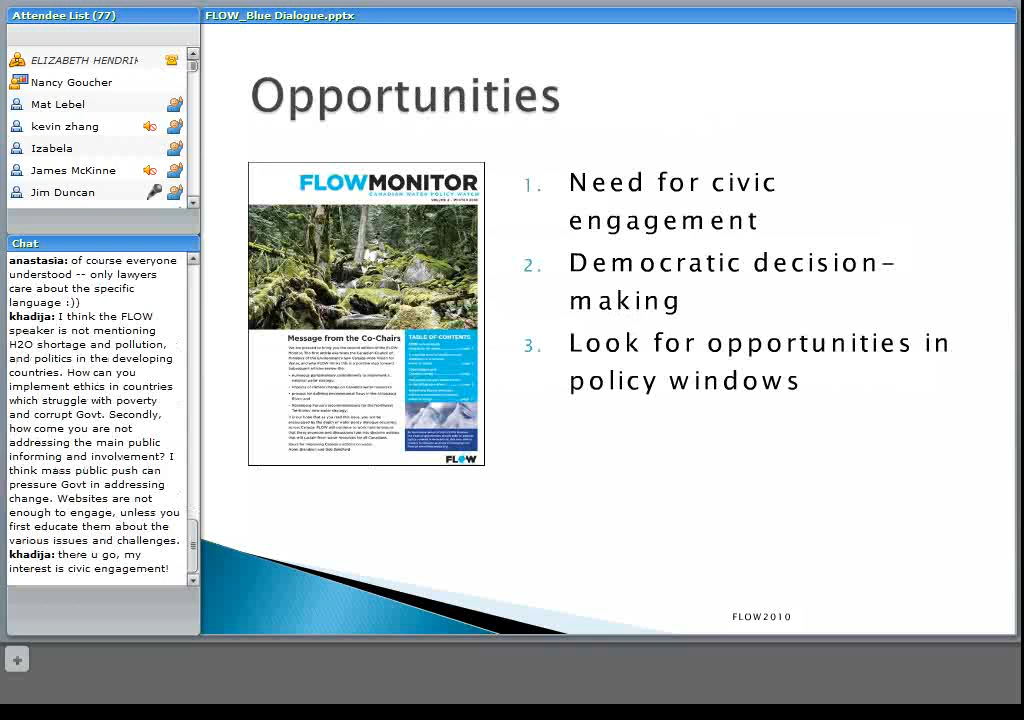 Attendee List (77)
ELIZABETH HENDRIK
Nancy Goucher
Mat Lebel
kevin zhang
Izabela
James McKinne
Jim Duncan
Chat
anastasia: of course everyone
understood -- only lawyers
care about the specific
language :))
khadija: I think the FLOW
speaker is not mentioning
H2O shortage and pollution,
and politics in the developing
countries. How can you
implement ethics in countries
which struggle with poverty
and corrupt Govt. Secondly,
how come you are not
addressing the main public
informing and involvement? I
think mass public push can
pressure Govt in addressing
change. Websites are not
enough to engage, unless you
first educate them about the
various issues and challenges.
khadija: there u go, my
interest is civic engagement!
FLOW_Blue Dialogue.pptx
Opportunities
FLOWMONITOR
CANADIAN WATER POLICY WATCH
Message from the Co-Chairs
TABLE OF CONTENTS
FLOW
1. Need for civic
engagement
2. Democratic decision-
making
3. Look for opportunities in
policy windows
FLOW2010